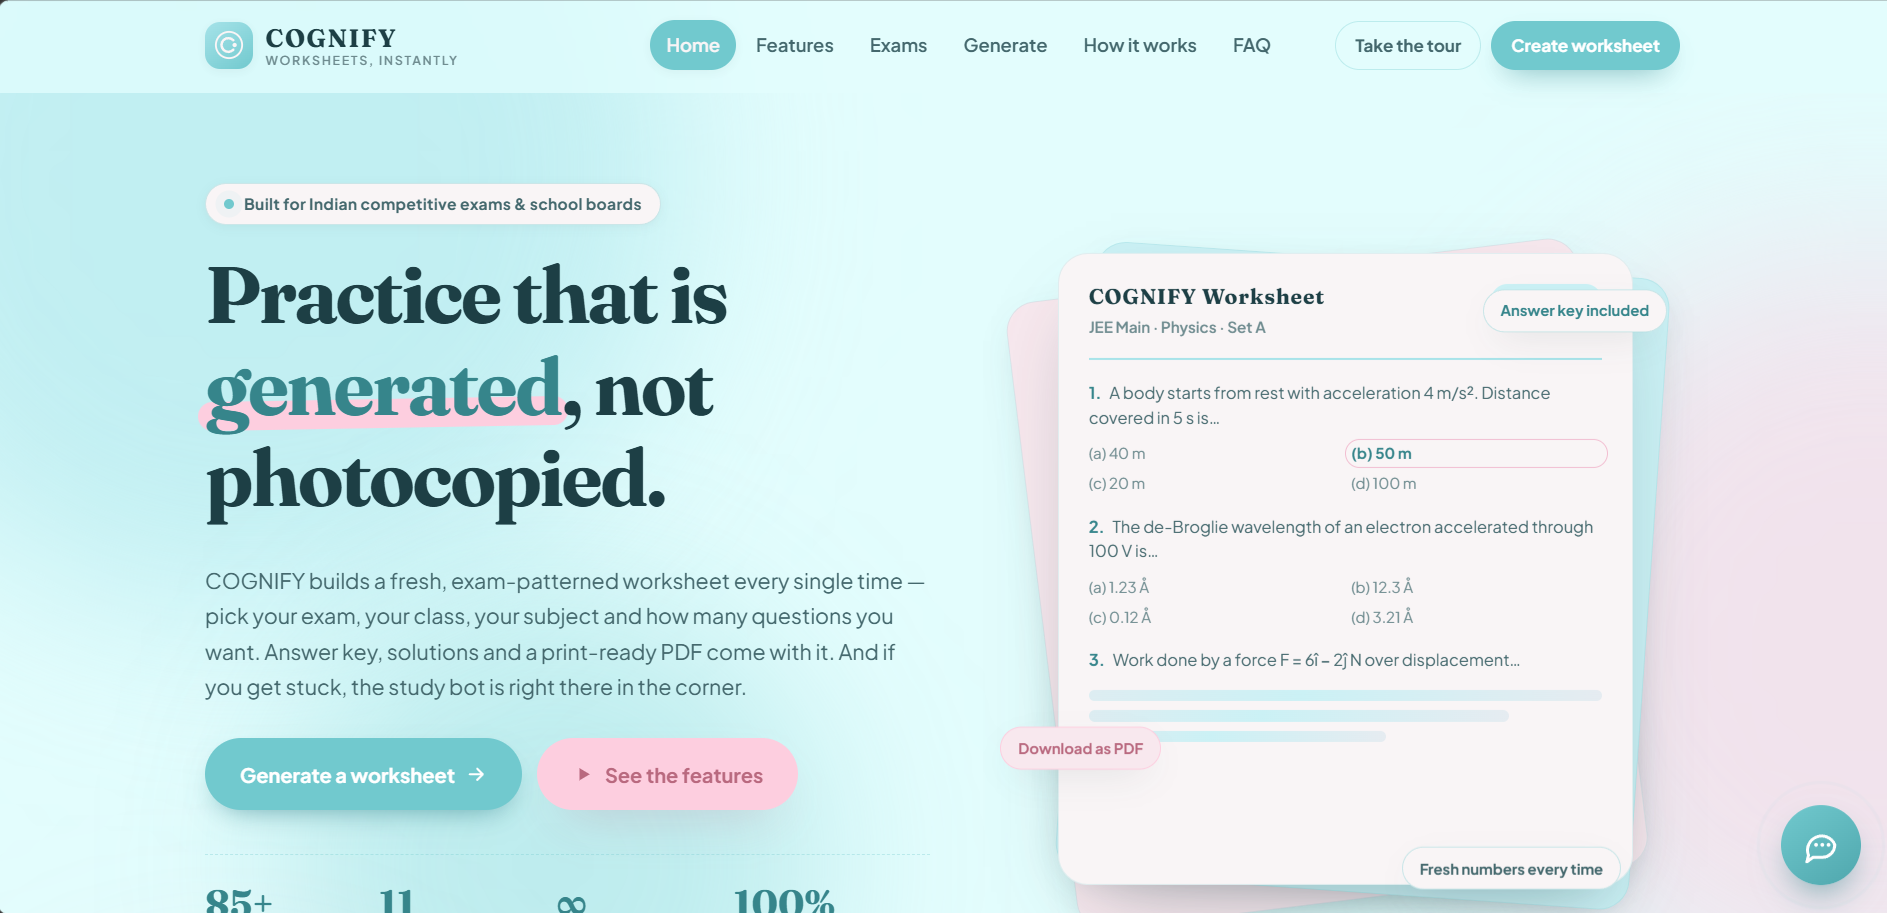 COGNIFY
WORKSHEETS, INSTANTLY
Home
Features
Exams
Generate
How it works
FAQ
Take the tour
Create worksheet
Built for Indian competitive exams & school boards
Practice that is
generated, not
photocopied.
COGNIFY builds a fresh, exam-patterned worksheet every single time —
pick your exam, your class, your subject and how many questions you
want. Answer key, solutions and a print-ready PDF come with it. And if
you get stuck, the study bot is right there in the corner.
Generate a worksheet →
▶ See the features
85+
11
∞
100%
COGNIFY Worksheet
JEE Main · Physics · Set A
Answer key included
1. A body starts from rest with acceleration 4 m/s². Distance
covered in 5 s is…
(a) 40 m
(b) 50 m
(c) 20 m
(d) 100 m
2. The de-Broglie wavelength of an electron accelerated through
100 V is…
(a) 1.23 Å
(b) 12.3 Å
(c) 0.12 Å
(d) 3.21 Å
3. Work done by a force F = 6î − 2ĵ N over displacement…
Download as PDF
Fresh numbers every time